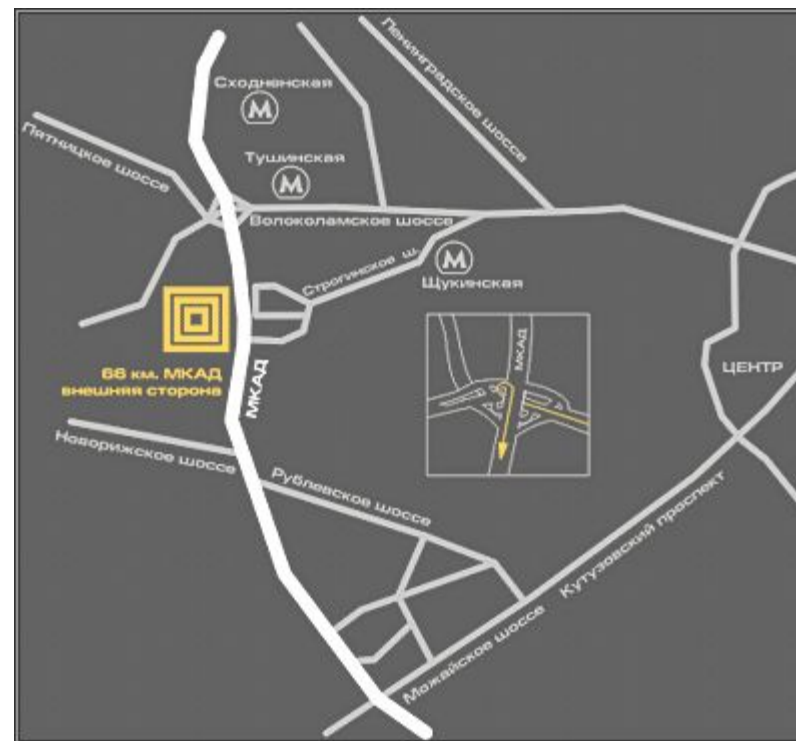 Ленинградское шоссе
Сходненская
М
Пятницкое шоссе
Тушинская
М
Волоколамское шоссе
Строгинское ш.
М
Щукинская
66 км. МКАД
внешняя сторона
МКАД
МКАД
ЦЕНТР
Новорижское шоссе
Рублевское шоссе
Кутузовский проспект
Можайское шоссе